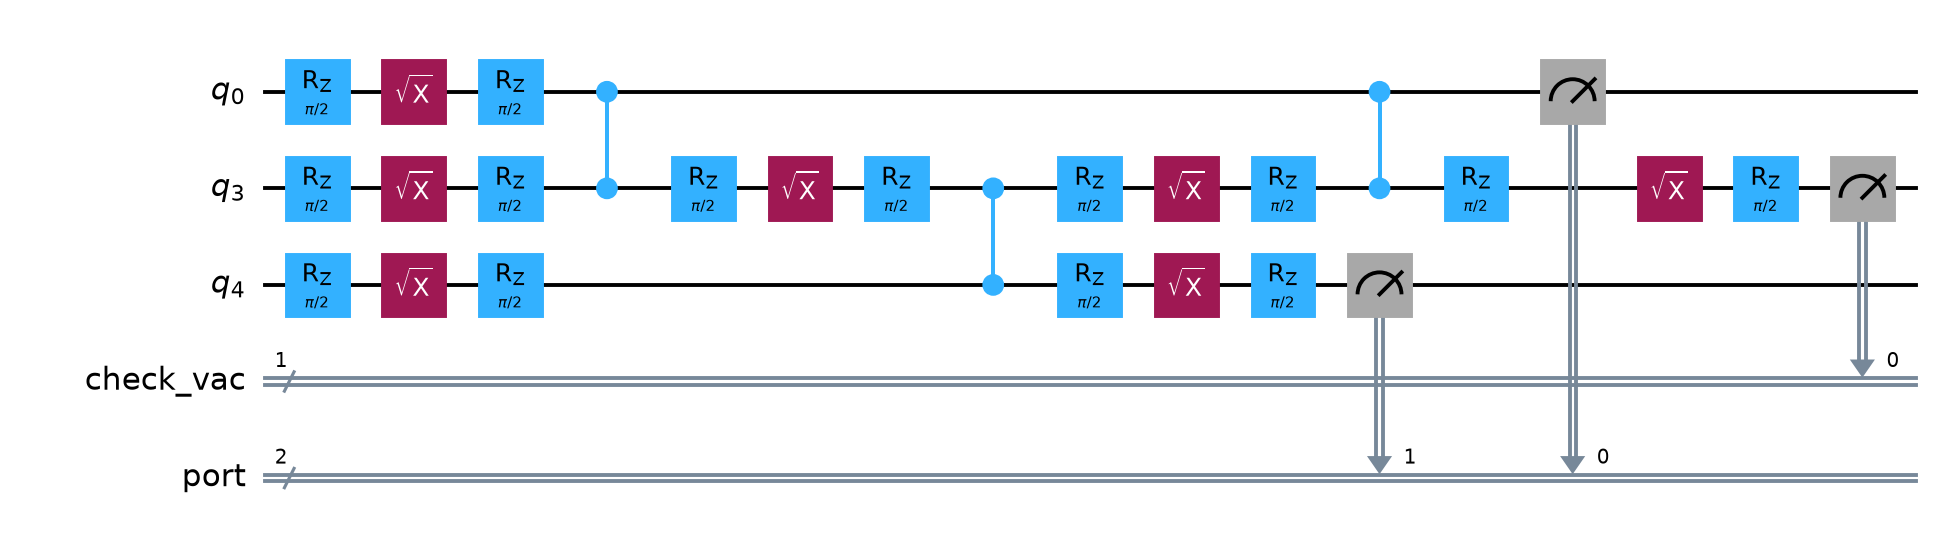 q0 RZ π/2 √X RZ π/2
q3 RZ π/2 √X RZ π/2 RZ π/2 √X RZ π/2 RZ π/2 √X RZ π/2 RZ π/2 √X RZ π/2
q4 RZ π/2 √X RZ π/2 RZ π/2 √X RZ π/2
check_vac 1 0
port 2 1 0